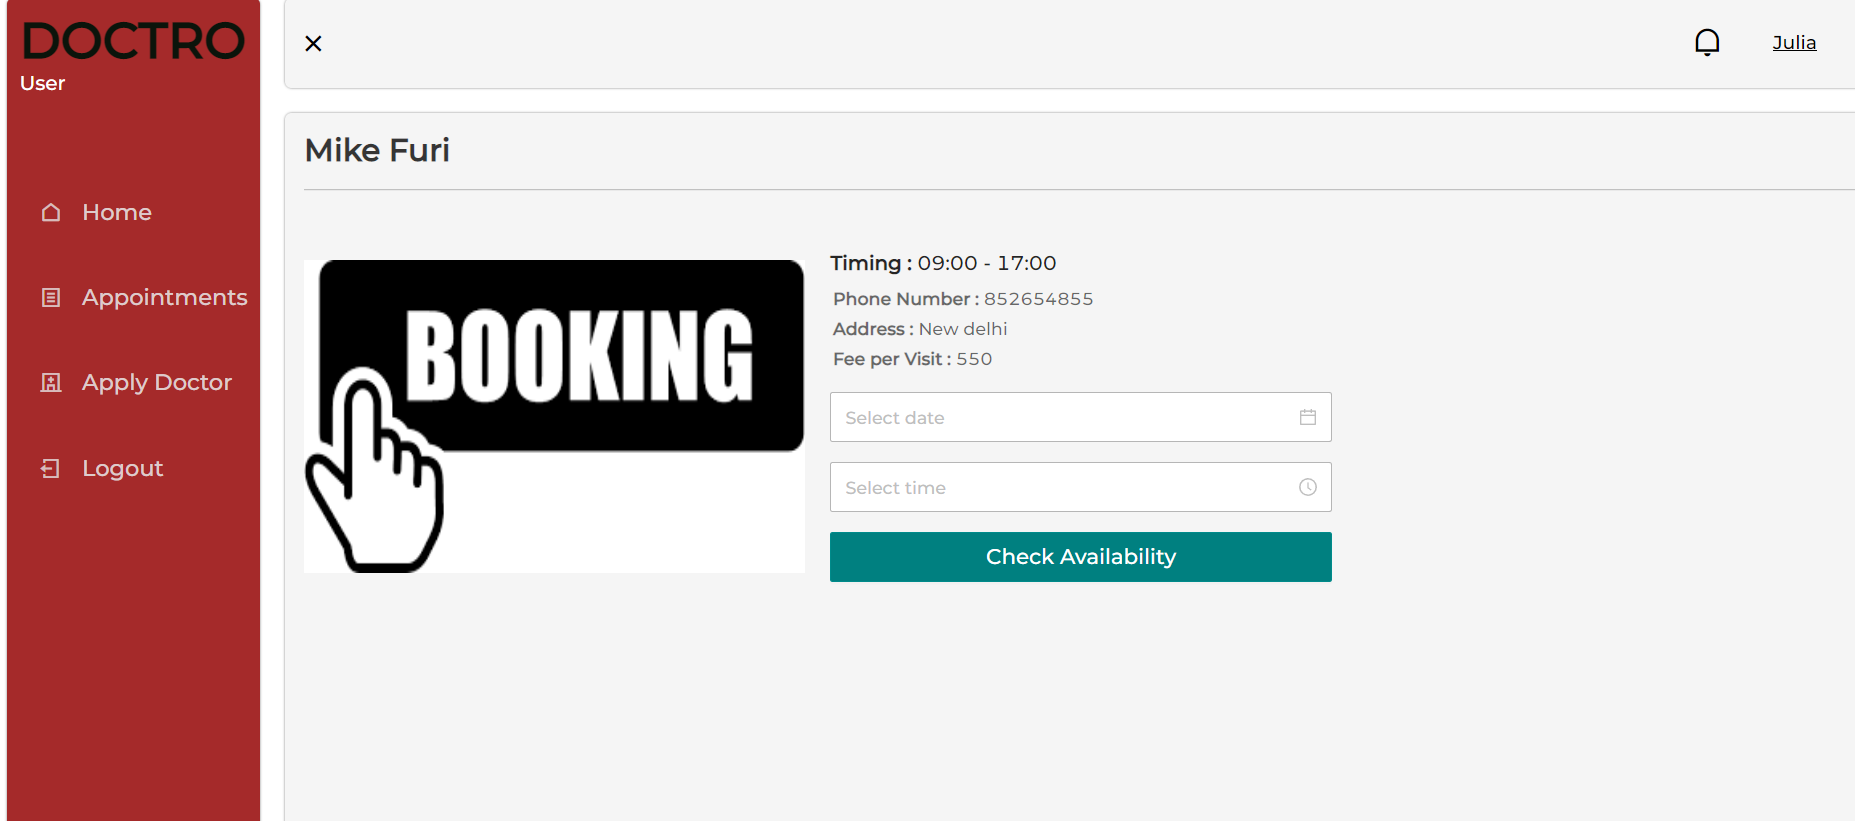 DOCTRO
User
Home
Appointments
Apply Doctor
Logout
Julia
Mike Furi
BOOKING
Timing : 09:00 - 17:00
Phone Number : 852654855
Address : New delhi
Fee per Visit : 550
Select date
Select time
Check Availability